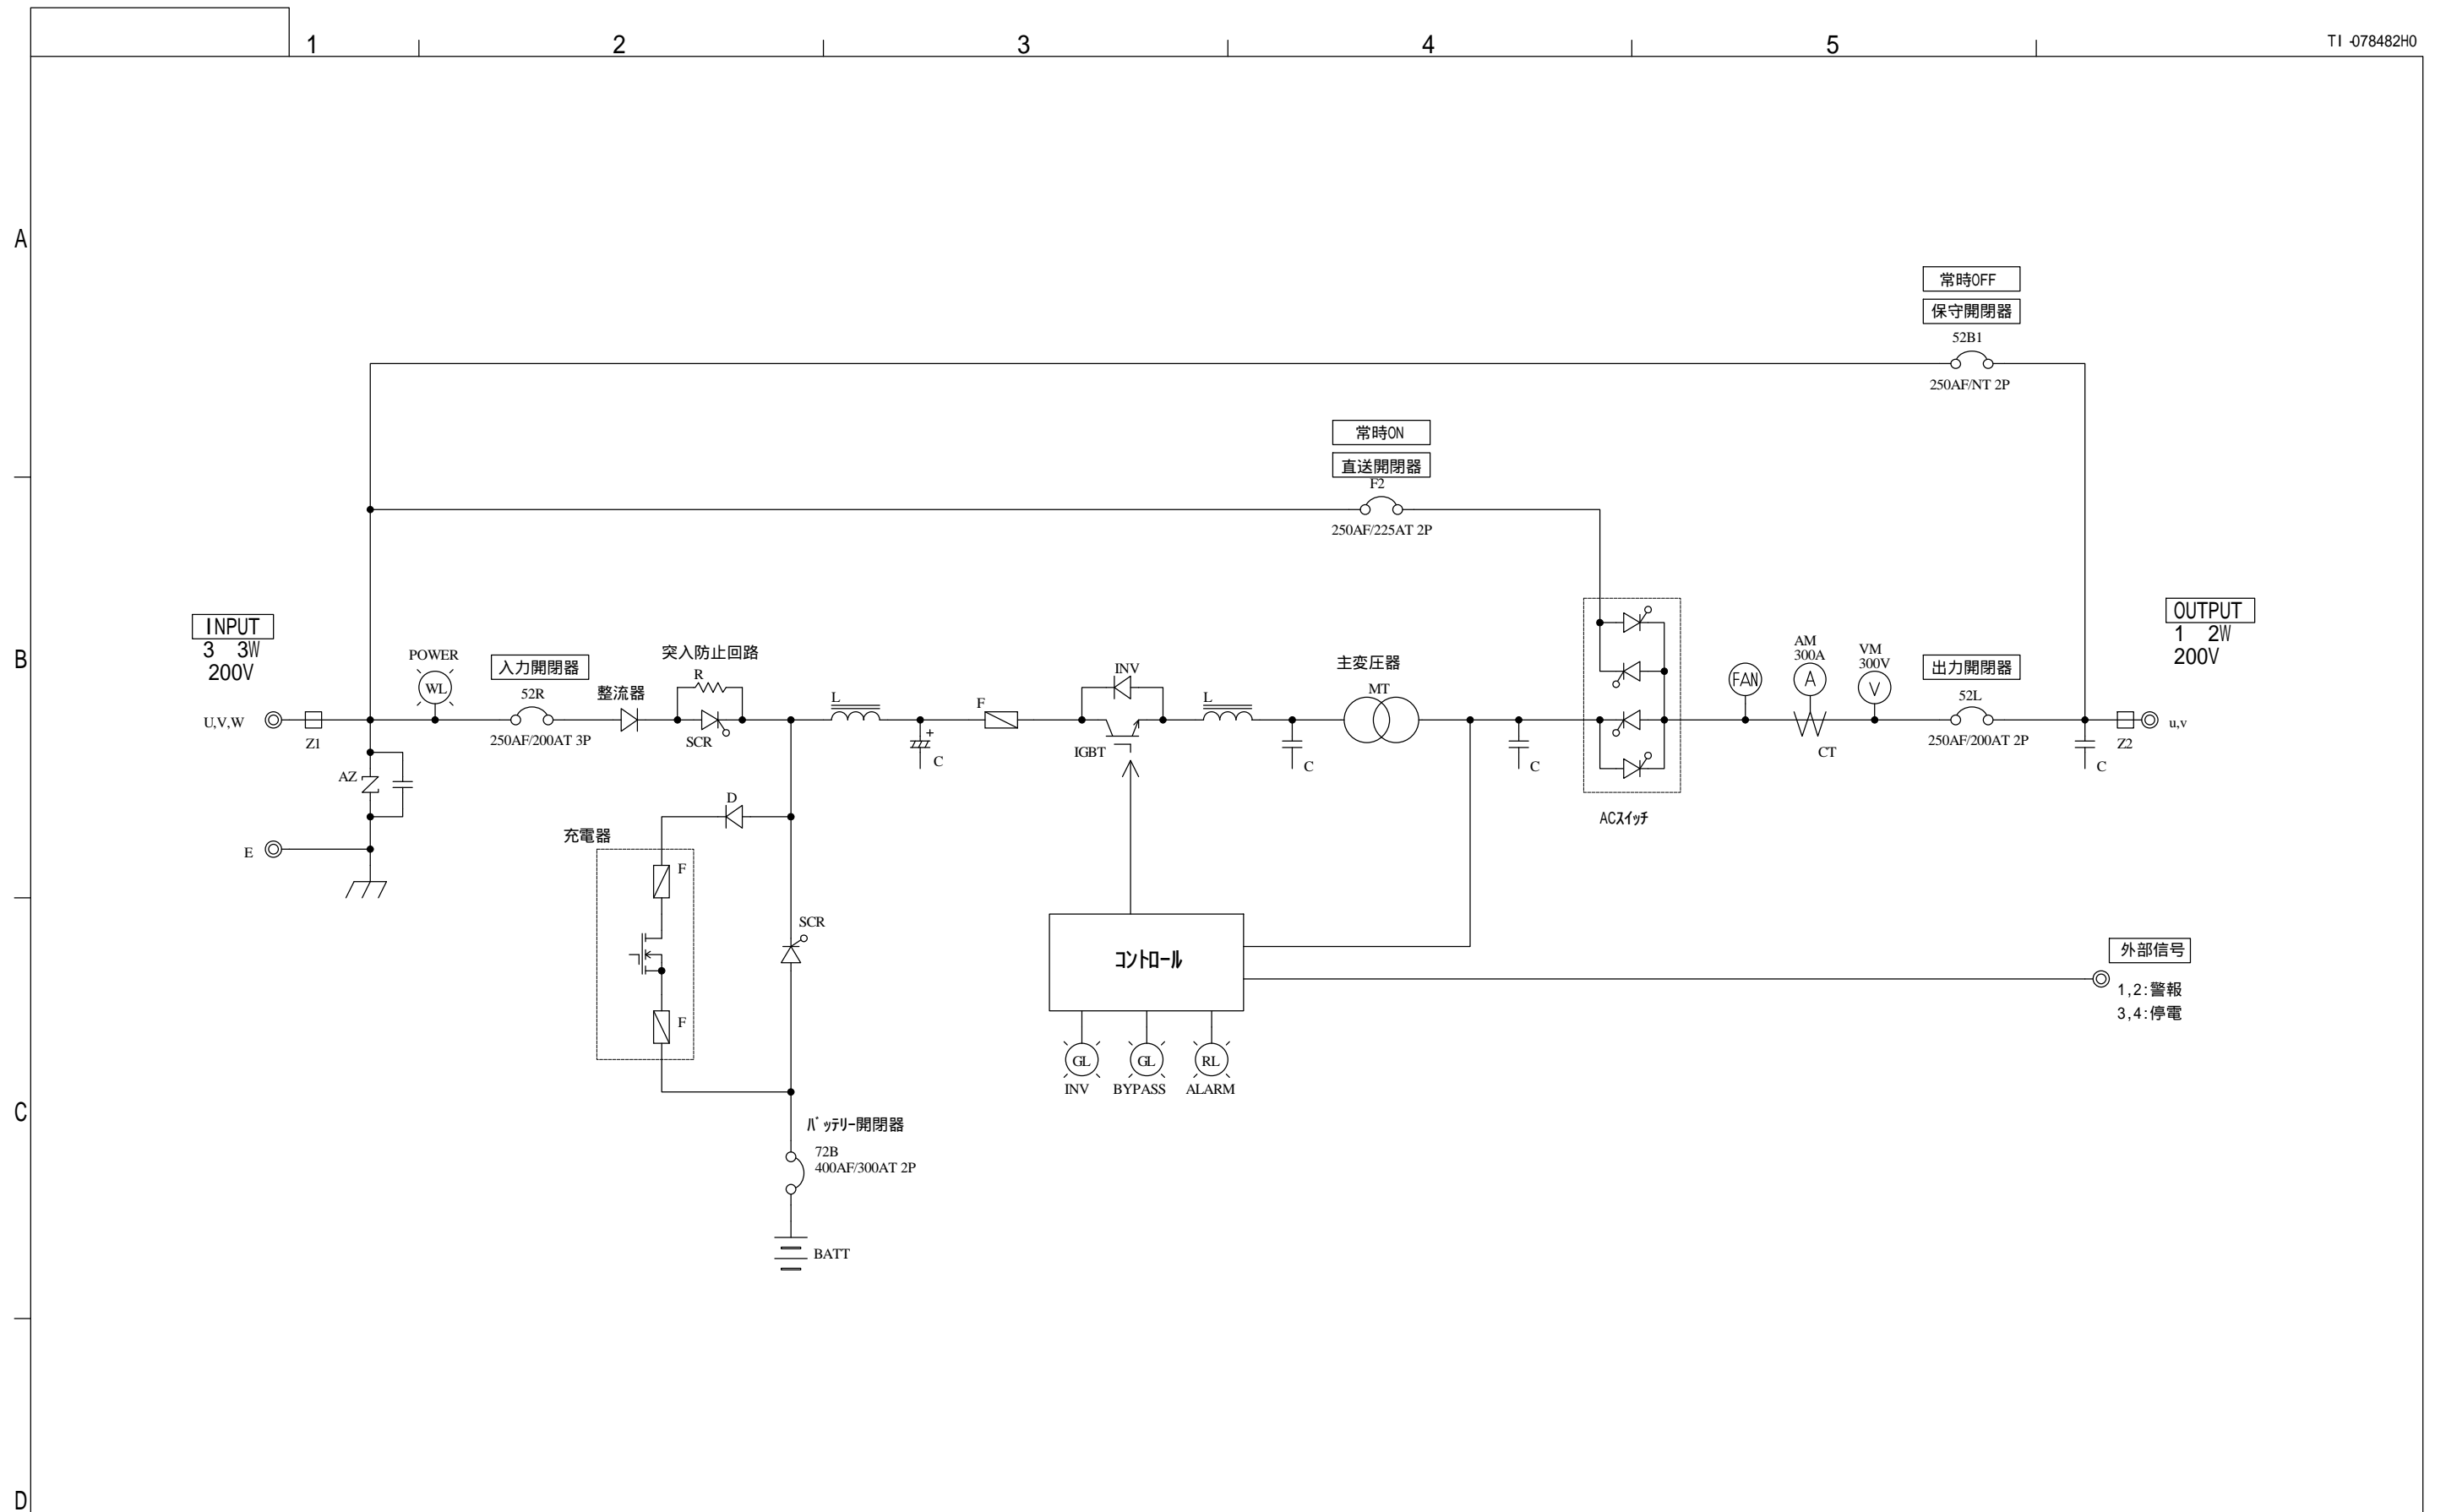 1 2 3 4 5
TI-078482H0
A
常時OFF
保守開閉器
52B1
250AF/NT 2P
常時ON
直送開閉器
F2
250AF/225AT 2P
B
INPUT
3 3W
200V
U,V,W
Z1
AZ
E
POWER
WL
入力開閉器
52R
250AF/200AT 3P
整流器
突入防止回路
R
SCR
L
C
+
F
INV
IGBT
L
C
主変圧器
MT
C
ACスイッチ
FAN
AM
300A
A
CT
VM
300V
V
出力開閉器
52L
250AF/200AT 2P
OUTPUT
1 2W
200V
Z2
u,v
C
D
充電器
F
F
SCR
コントロール
GL
INV
GL
BYPASS
RL
ALARM
外部信号
1,2:警報
3,4:停電
C
バッテリー開閉器
72B
400AF/300AT 2P
BATT
D